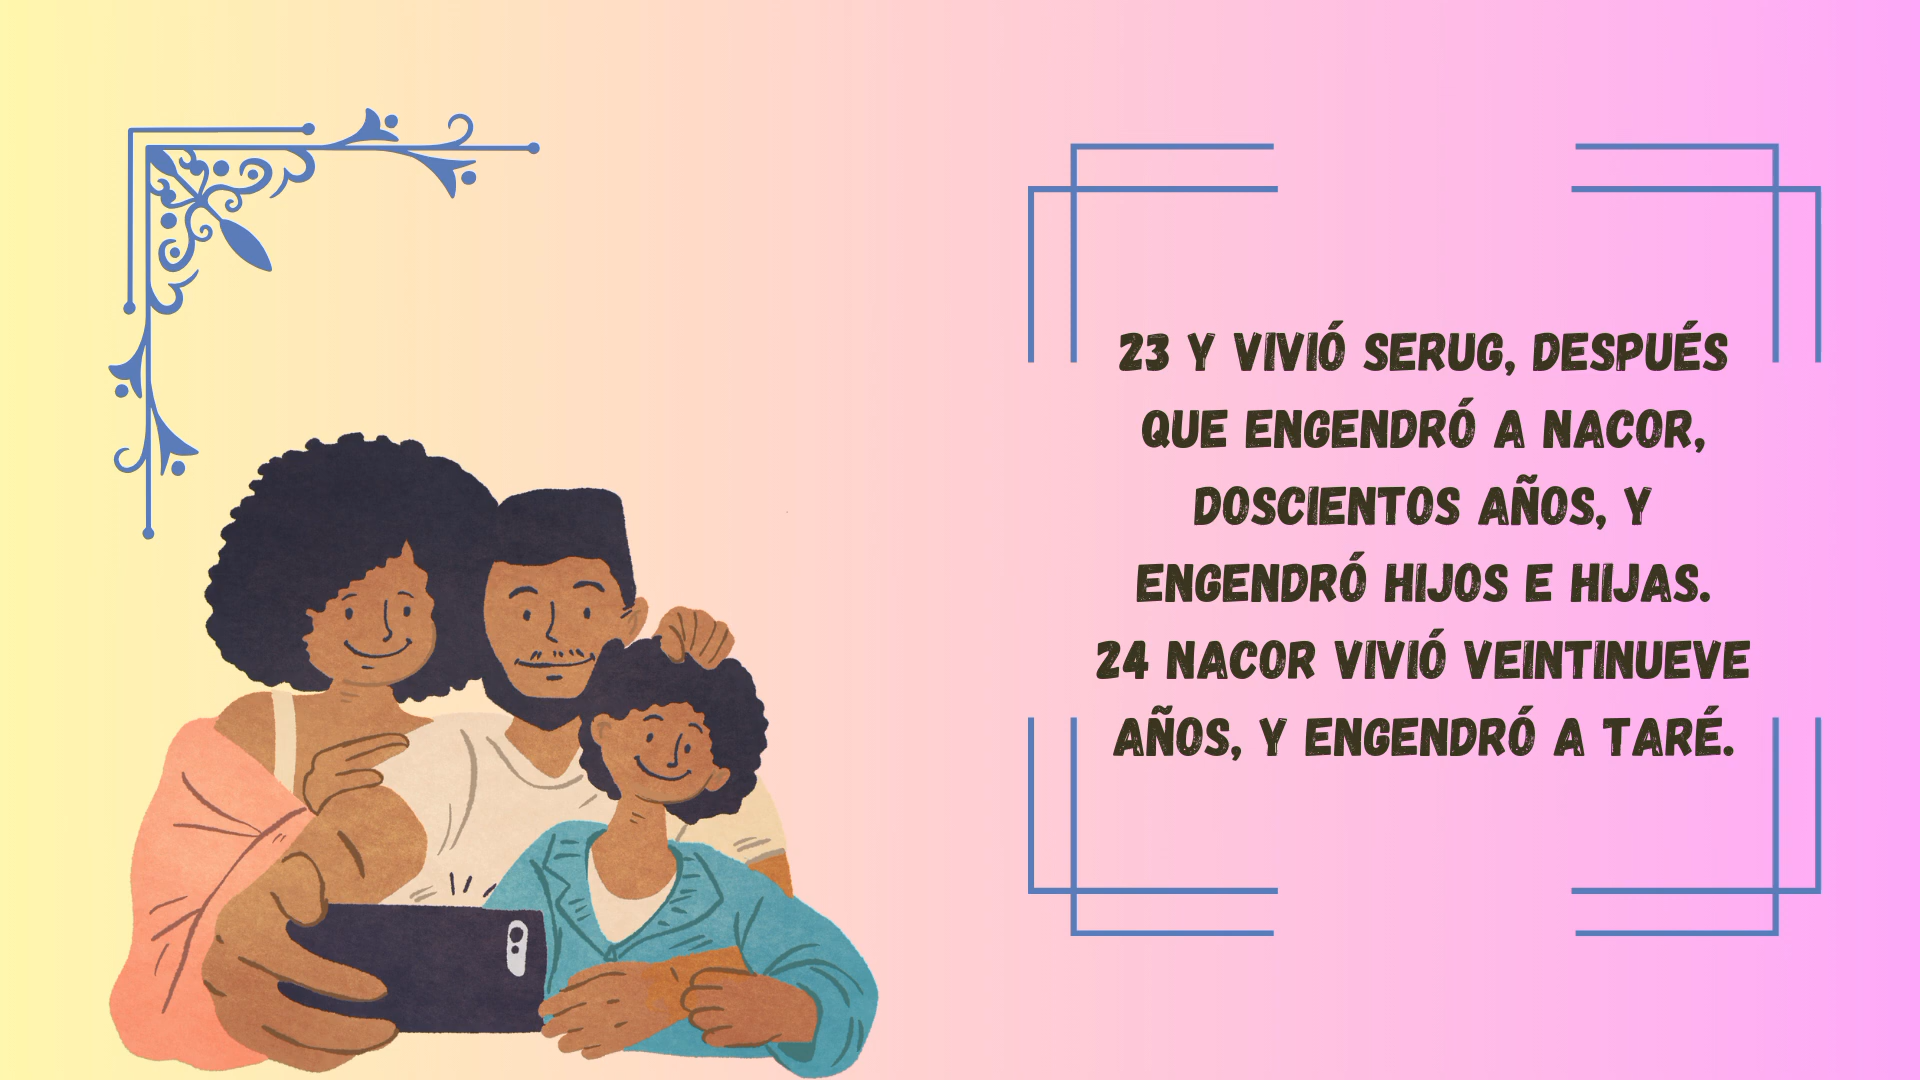 23 Y VIVIÓ SERUG, DESPUÉS
QUE ENGENDRÓ A NACOR,
DOSCIENTOS AÑOS, Y
ENGENDRÓ HIJOS E HIJAS.
24 NACOR VIVIÓ VEINTINUEVE
AÑOS, Y ENGENDRÓ A TARÉ.